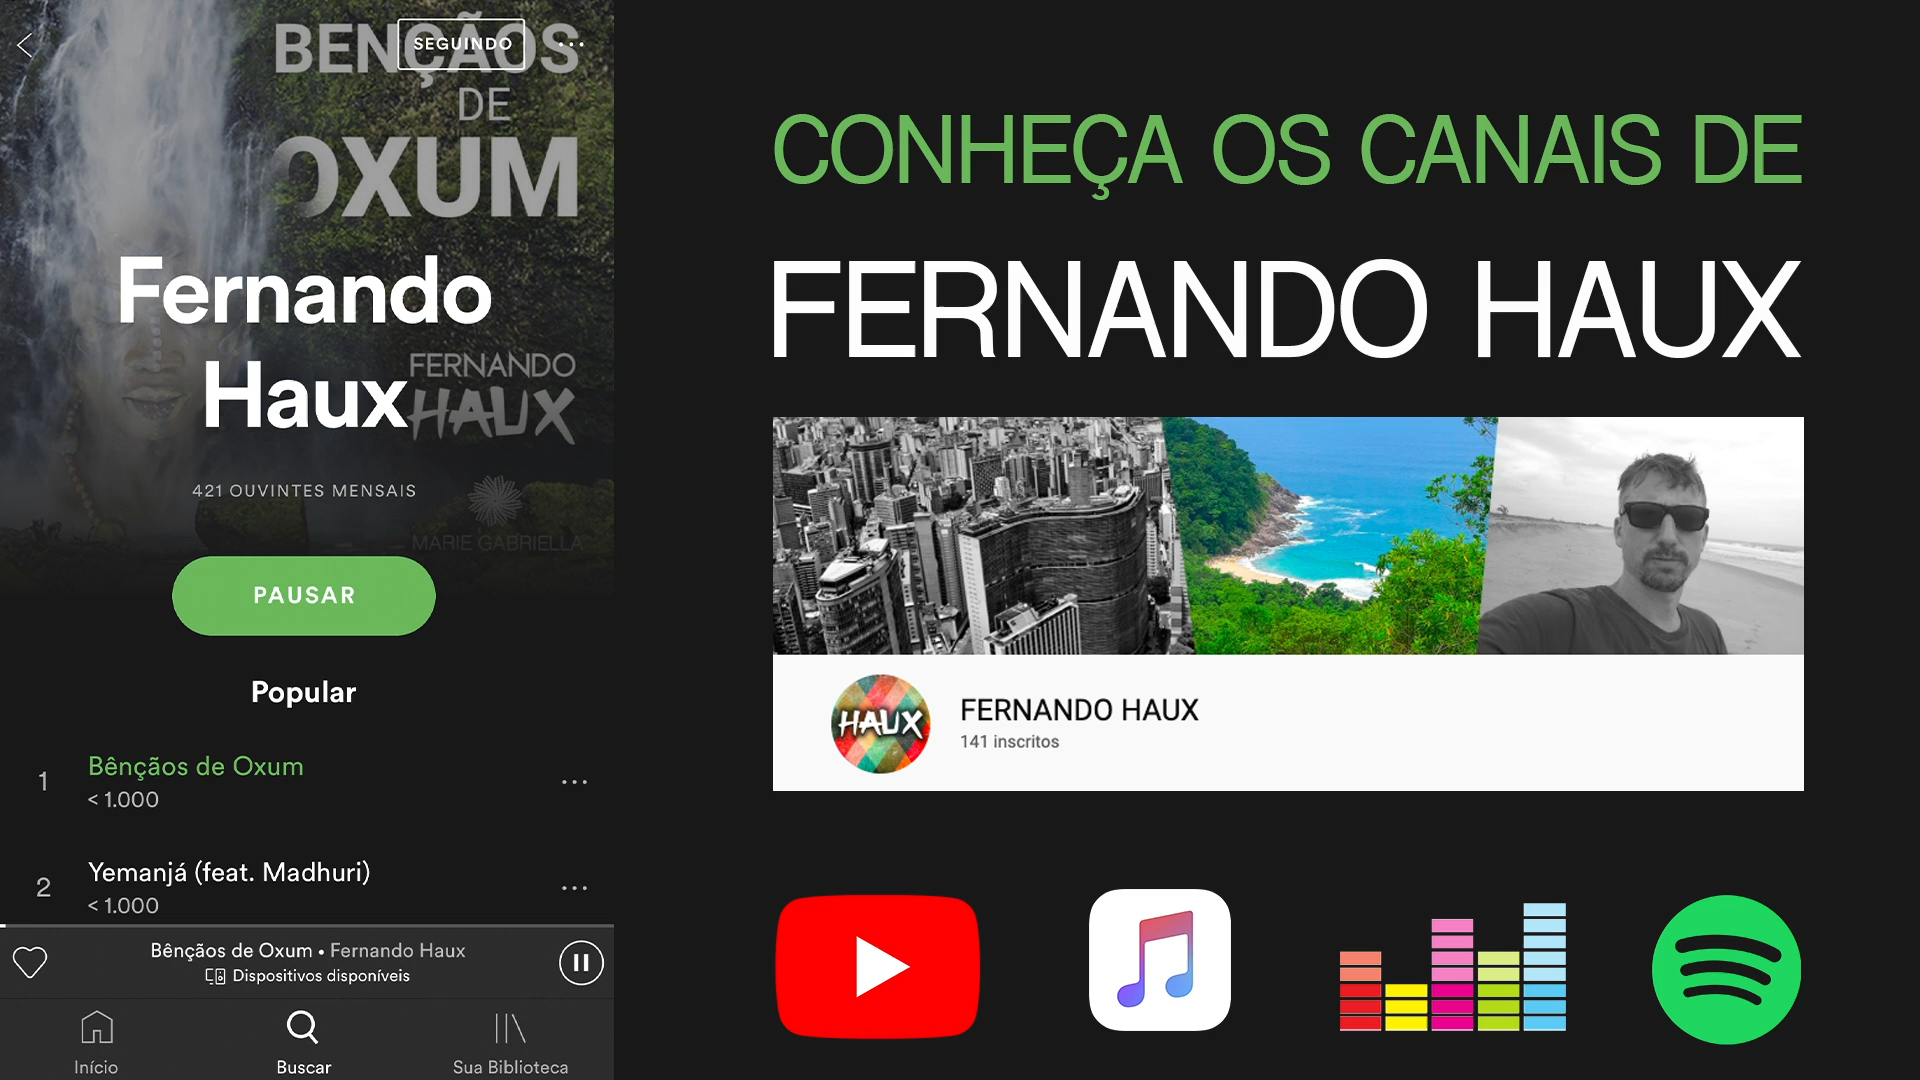 BENÇÃOS
SEGUINDO
DE
OXUM
Fernando
Haux
FERNANDO
HAUX
421 OUVINTES MENSAIS
MARIE GABRIELLA
PAUSAR
Popular
1
Bênçãos de Oxum
< 1.000
2
Yemanjá (feat. Madhuri)
< 1.000
Bênçãos de Oxum • Fernando Haux
Dispositivos disponíveis
Início
Buscar
Sua Biblioteca
CONHEÇA OS CANAIS DE
FERNANDO HAUX
HAUX
FERNANDO HAUX
141 inscritos